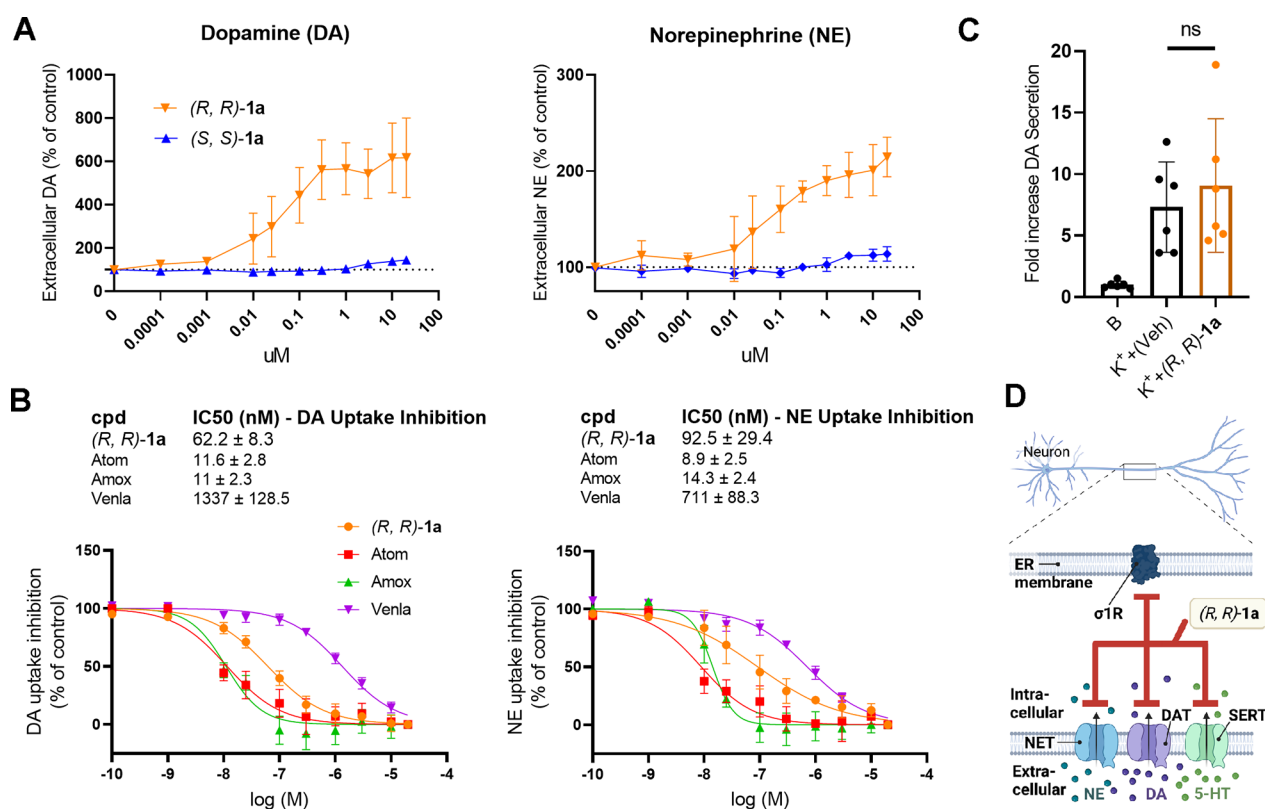 A
Dopamine (DA)
Extracellular DA (% of control)
1000
800
600
400
200
100
0
(R, R)-1a
(S, S)-1a
0
0.0001
0.001
0.01
0.1
1
10
100
uM
Norepinephrine (NE)
Extracellular NE (% of control)
300
200
100
0
0.0001
0.001
0.01
0.1
1
10
100
uM
C
ns
Fold increase DA Secretion
20
15
10
5
0
B
K⁺+(Veh)
K⁺+(R, R)-1a
B
cpd IC50 (nM) - DA Uptake Inhibition
(R, R)-1a 62.2 ± 8.3
Atom 11.6 ± 2.8
Amox 11 ± 2.3
Venla 1337 ± 128.5
(R, R)-1a
Atom
Amox
Venla
DA uptake inhibition
(% of control)
150
100
50
0
-10
-9
-8
-7
-6
-5
-4
log (M)
cpd IC50 (nM) - NE Uptake Inhibition
(R, R)-1a 92.5 ± 29.4
Atom 8.9 ± 2.5
Amox 14.3 ± 2.4
Venla 711 ± 88.3
NE uptake inhibition
(% of control)
150
100
50
0
-10
-9
-8
-7
-6
-5
-4
log (M)
D
Neuron
ER
membrane
σ1R
(R, R)-1a
Intra-
cellular
DAT
SERT
NET
Extra-
cellular
NE
DA
5-HT